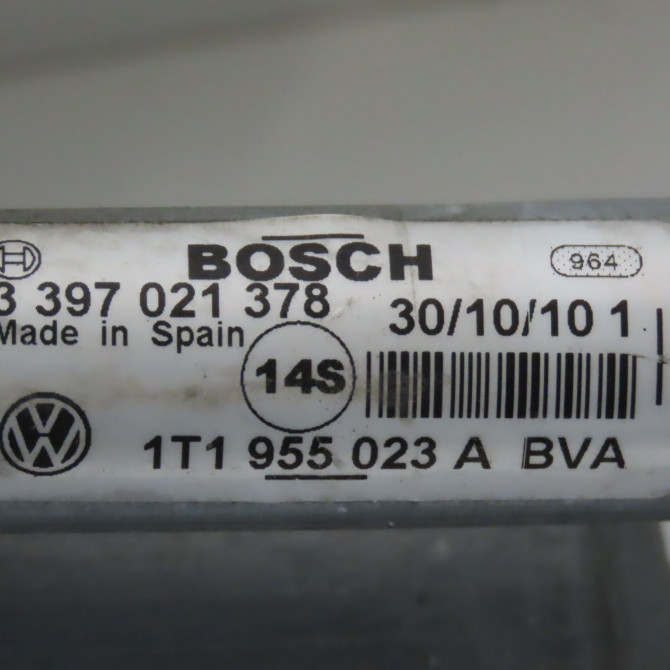 BOSCH 964
3 397 021 378 30/10/10 1
Made in Spain
14S
1T1 955 023 A BVA